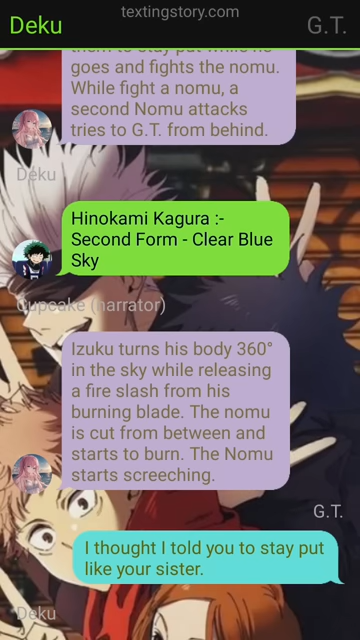 textingstory.com
Deku
G.T.
them to stay put while he
goes and fights the nomu.
While fight a nomu, a
second Nomu attacks
tries to G.T. from behind.
Deku
Hinokami Kagura :-
Second Form - Clear Blue
Sky
Cupcake (narrator)
Izuku turns his body 360°
in the sky while releasing
a fire slash from his
burning blade. The nomu
is cut from between and
starts to burn. The Nomu
starts screeching.
G.T.
I thought I told you to stay put
like your sister.
Deku